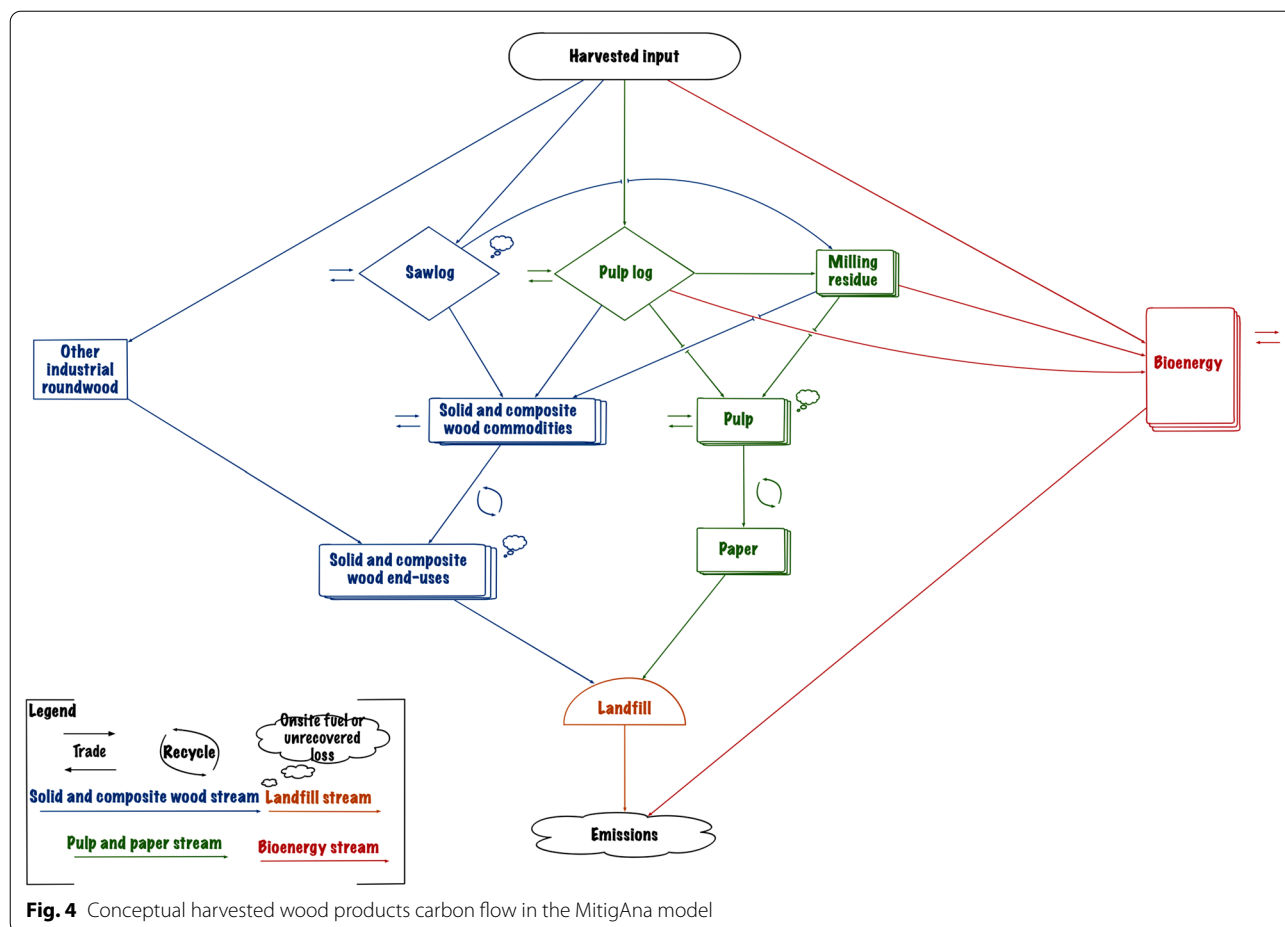 Harvested input
Sawlog
Pulp log
Milling
residue
Other
industrial
roundwood
Bioenergy
Solid and composite
wood commodities
Pulp
Solid and composite
wood end-uses
Paper
Landfill
Emissions
Legend
Trade
Recycle
Onsite fuel or
unrecovered
loss
Solid and composite wood stream
Landfill stream
Pulp and paper stream
Bioenergy stream
Fig. 4 Conceptual harvested wood products carbon flow in the MitigAna model